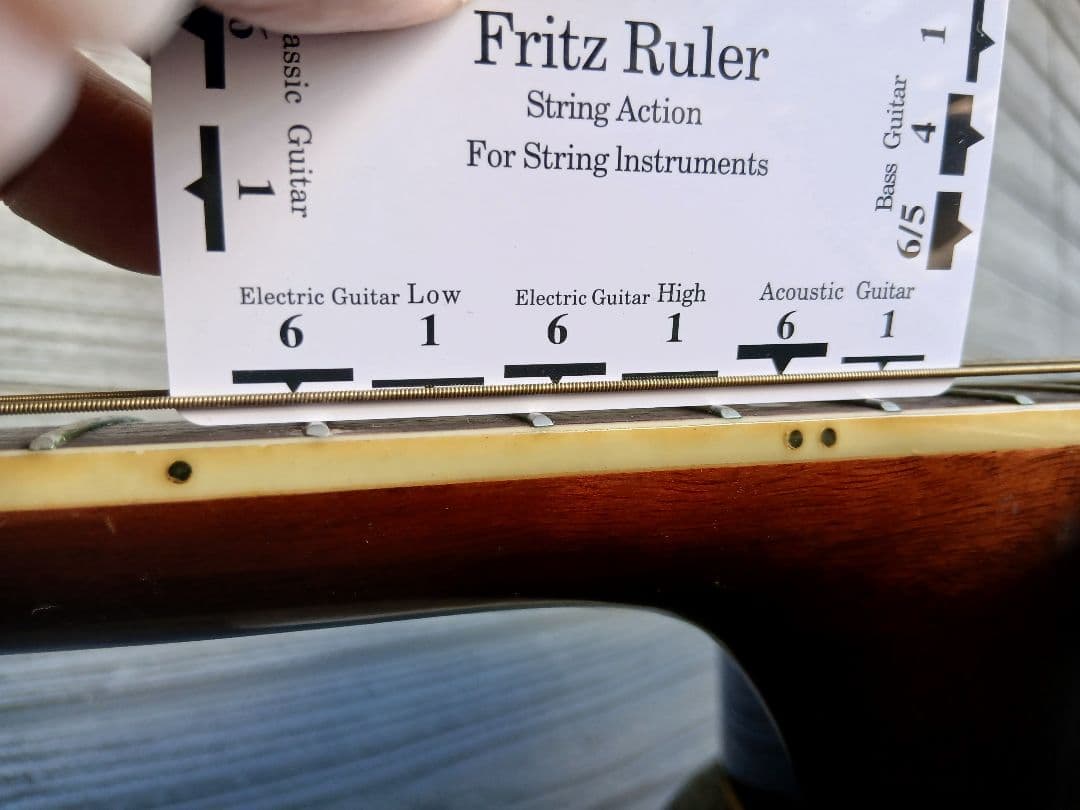 Fritz Ruler
String Action
For String Instruments
assic Guitar
1
Bass Guitar
1
4
6/5
Electric Guitar Low
6 1
Electric Guitar High
6 1
Acoustic Guitar
6 1